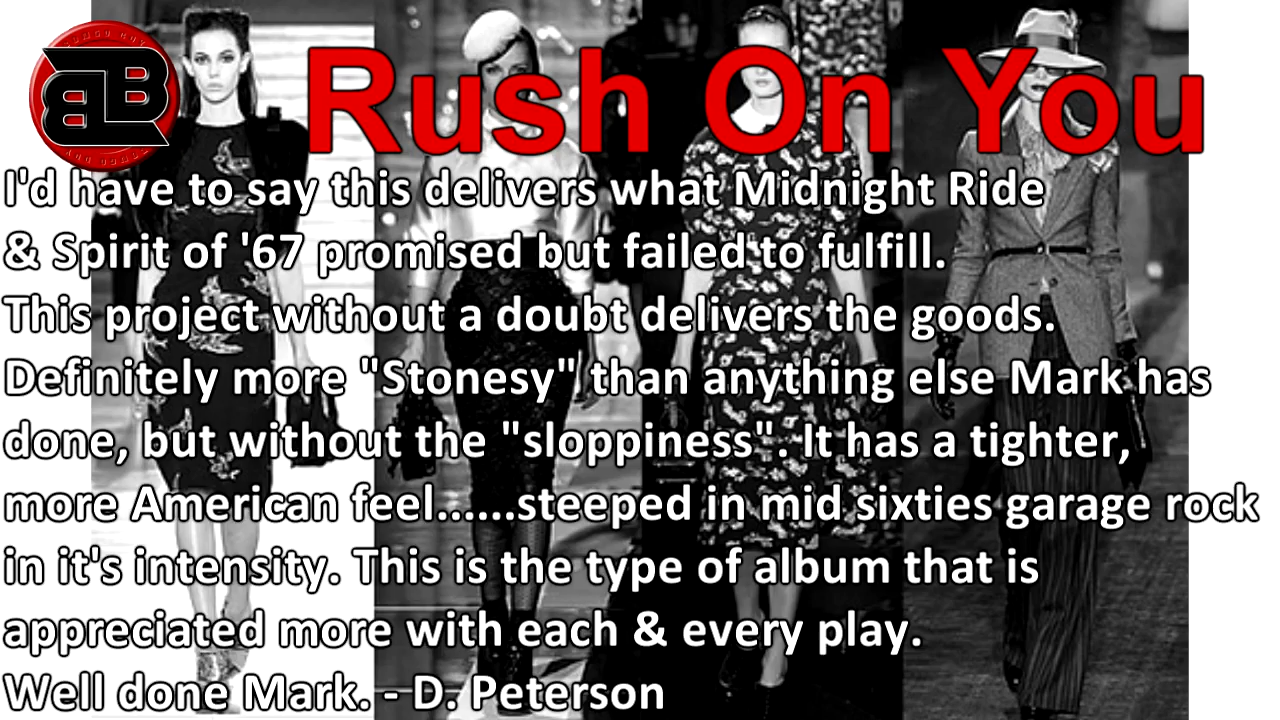 BB
Rush On You
I'd have to say this delivers what Midnight Ride
& Spirit of '67 promised but failed to fulfill.
This project without a doubt delivers the goods.
Definitely more "Stonesy" than anything else Mark has
done, but without the "sloppiness". It has a tighter,
more American feel......steeped in mid sixties garage rock
in it's intensity. This is the type of album that is
appreciated more with each & every play.
Well done Mark. - D. Peterson